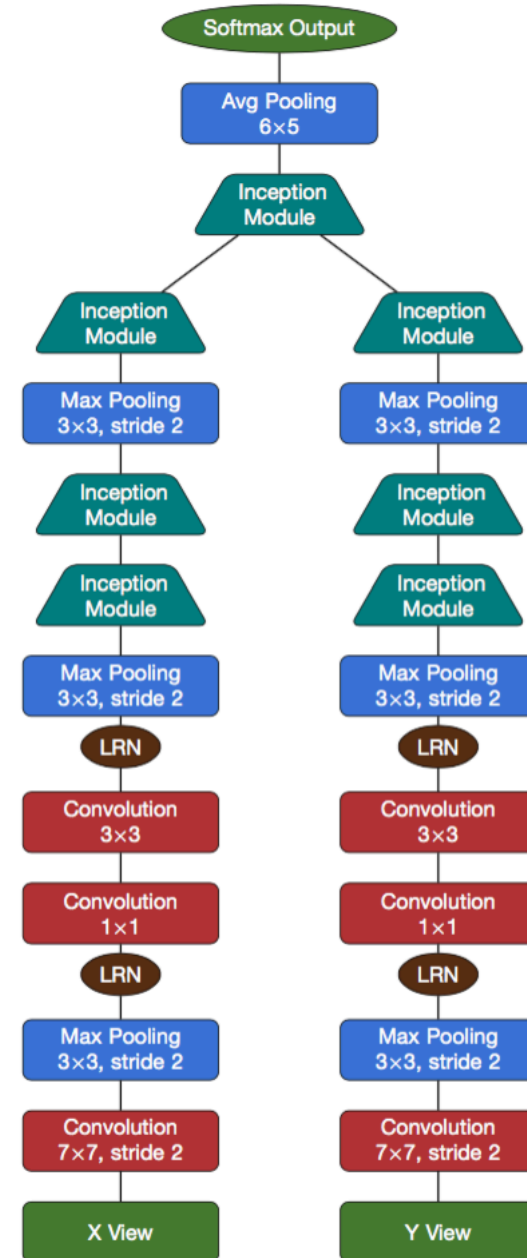 Softmax Output
Avg Pooling
6×5
Inception
Module
Inception
Module
Inception
Module
Max Pooling
3×3, stride 2
Max Pooling
3×3, stride 2
Inception
Module
Inception
Module
Inception
Module
Inception
Module
Max Pooling
3×3, stride 2
Max Pooling
3×3, stride 2
LRN
LRN
Convolution
3×3
Convolution
3×3
Convolution
1×1
Convolution
1×1
LRN
LRN
Max Pooling
3×3, stride 2
Max Pooling
3×3, stride 2
Convolution
7×7, stride 2
Convolution
7×7, stride 2
X View
Y View